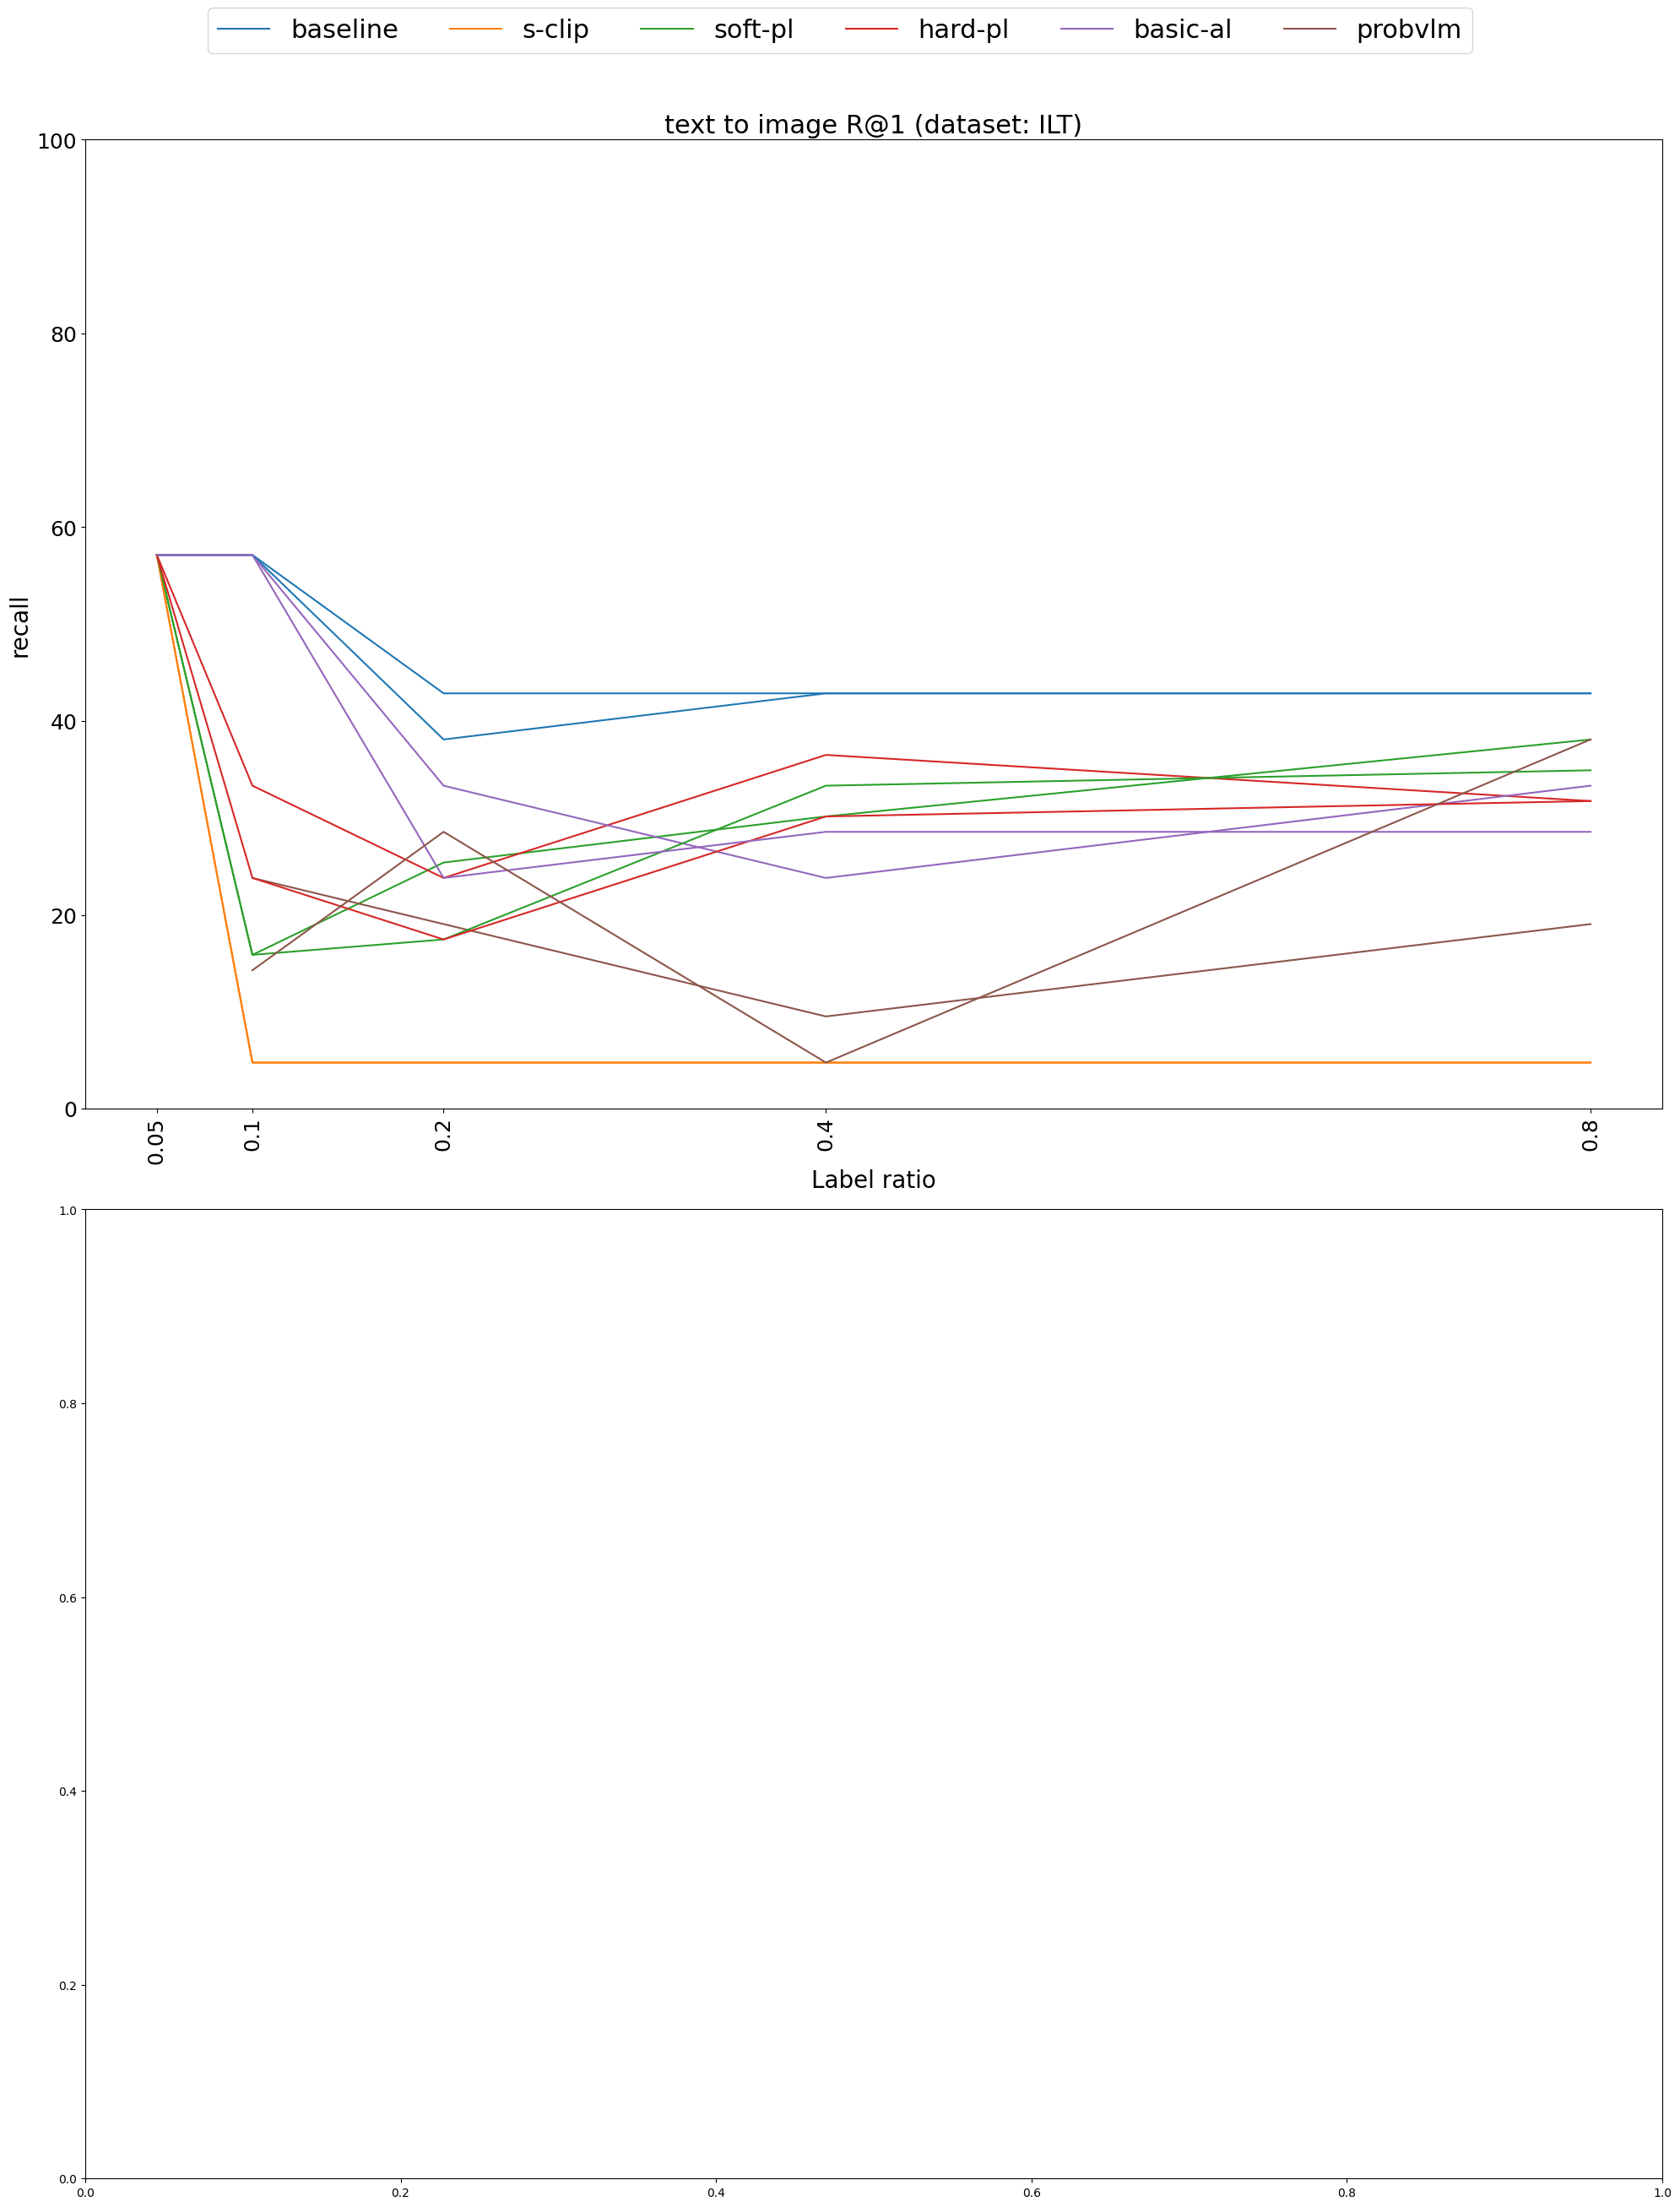 baseline s-clip soft-pl hard-pl basic-al probvlm
text to image R@1 (dataset: ILT)
100
80
60
40
20
0
recall
0.05 0.1 0.2 0.4 0.8
Label ratio
1.0
0.8
0.6
0.4
0.2
0.0
0.0 0.2 0.4 0.6 0.8 1.0